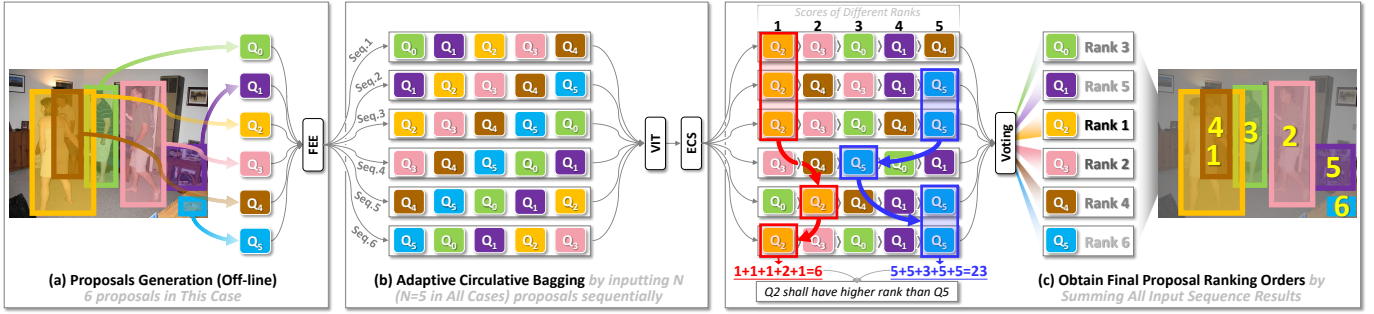 Q0
Q1
Q2
Q3
Q4
Q5
FEE
(a) Proposals Generation (Off-line)
6 proposals in This Case
Seq.1 Q0 Q1 Q2 Q3 Q4
Seq.2 Q1 Q2 Q3 Q4 Q5
Seq.3 Q2 Q3 Q4 Q5 Q0
Seq.4 Q3 Q4 Q5 Q0 Q1
Seq.5 Q4 Q5 Q0 Q1 Q2
Seq.6 Q5 Q0 Q1 Q2 Q3
VIT
ECS
(b) Adaptive Circulative Bagging by inputting N
(N=5 in All Cases) proposals sequentially
Scores of Different Ranks
1 2 3 4 5
Q2 〉 Q3 〉 Q0 〉 Q1 〉 Q4
Q2 〉 Q4 〉 Q3 〉 Q1 〉 Q5
Q2 〉 Q3 〉 Q0 〉 Q4 〉 Q5
Q3 〉 Q4 〉 Q5 〉 Q0 〉 Q1
Q0 〉 Q2 〉 Q4 〉 Q1 〉 Q5
Q2 〉 Q3 〉 Q0 〉 Q1 〉 Q5
1+1+1+2+1=6
5+5+3+5+5=23
Q2 shall have higher rank than Q5
Voting
Q0 Rank 3
Q1 Rank 5
Q2 Rank 1
Q3 Rank 2
Q4 Rank 4
Q5 Rank 6
4
1
3
2
5
6
(c) Obtain Final Proposal Ranking Orders by
Summing All Input Sequence Results